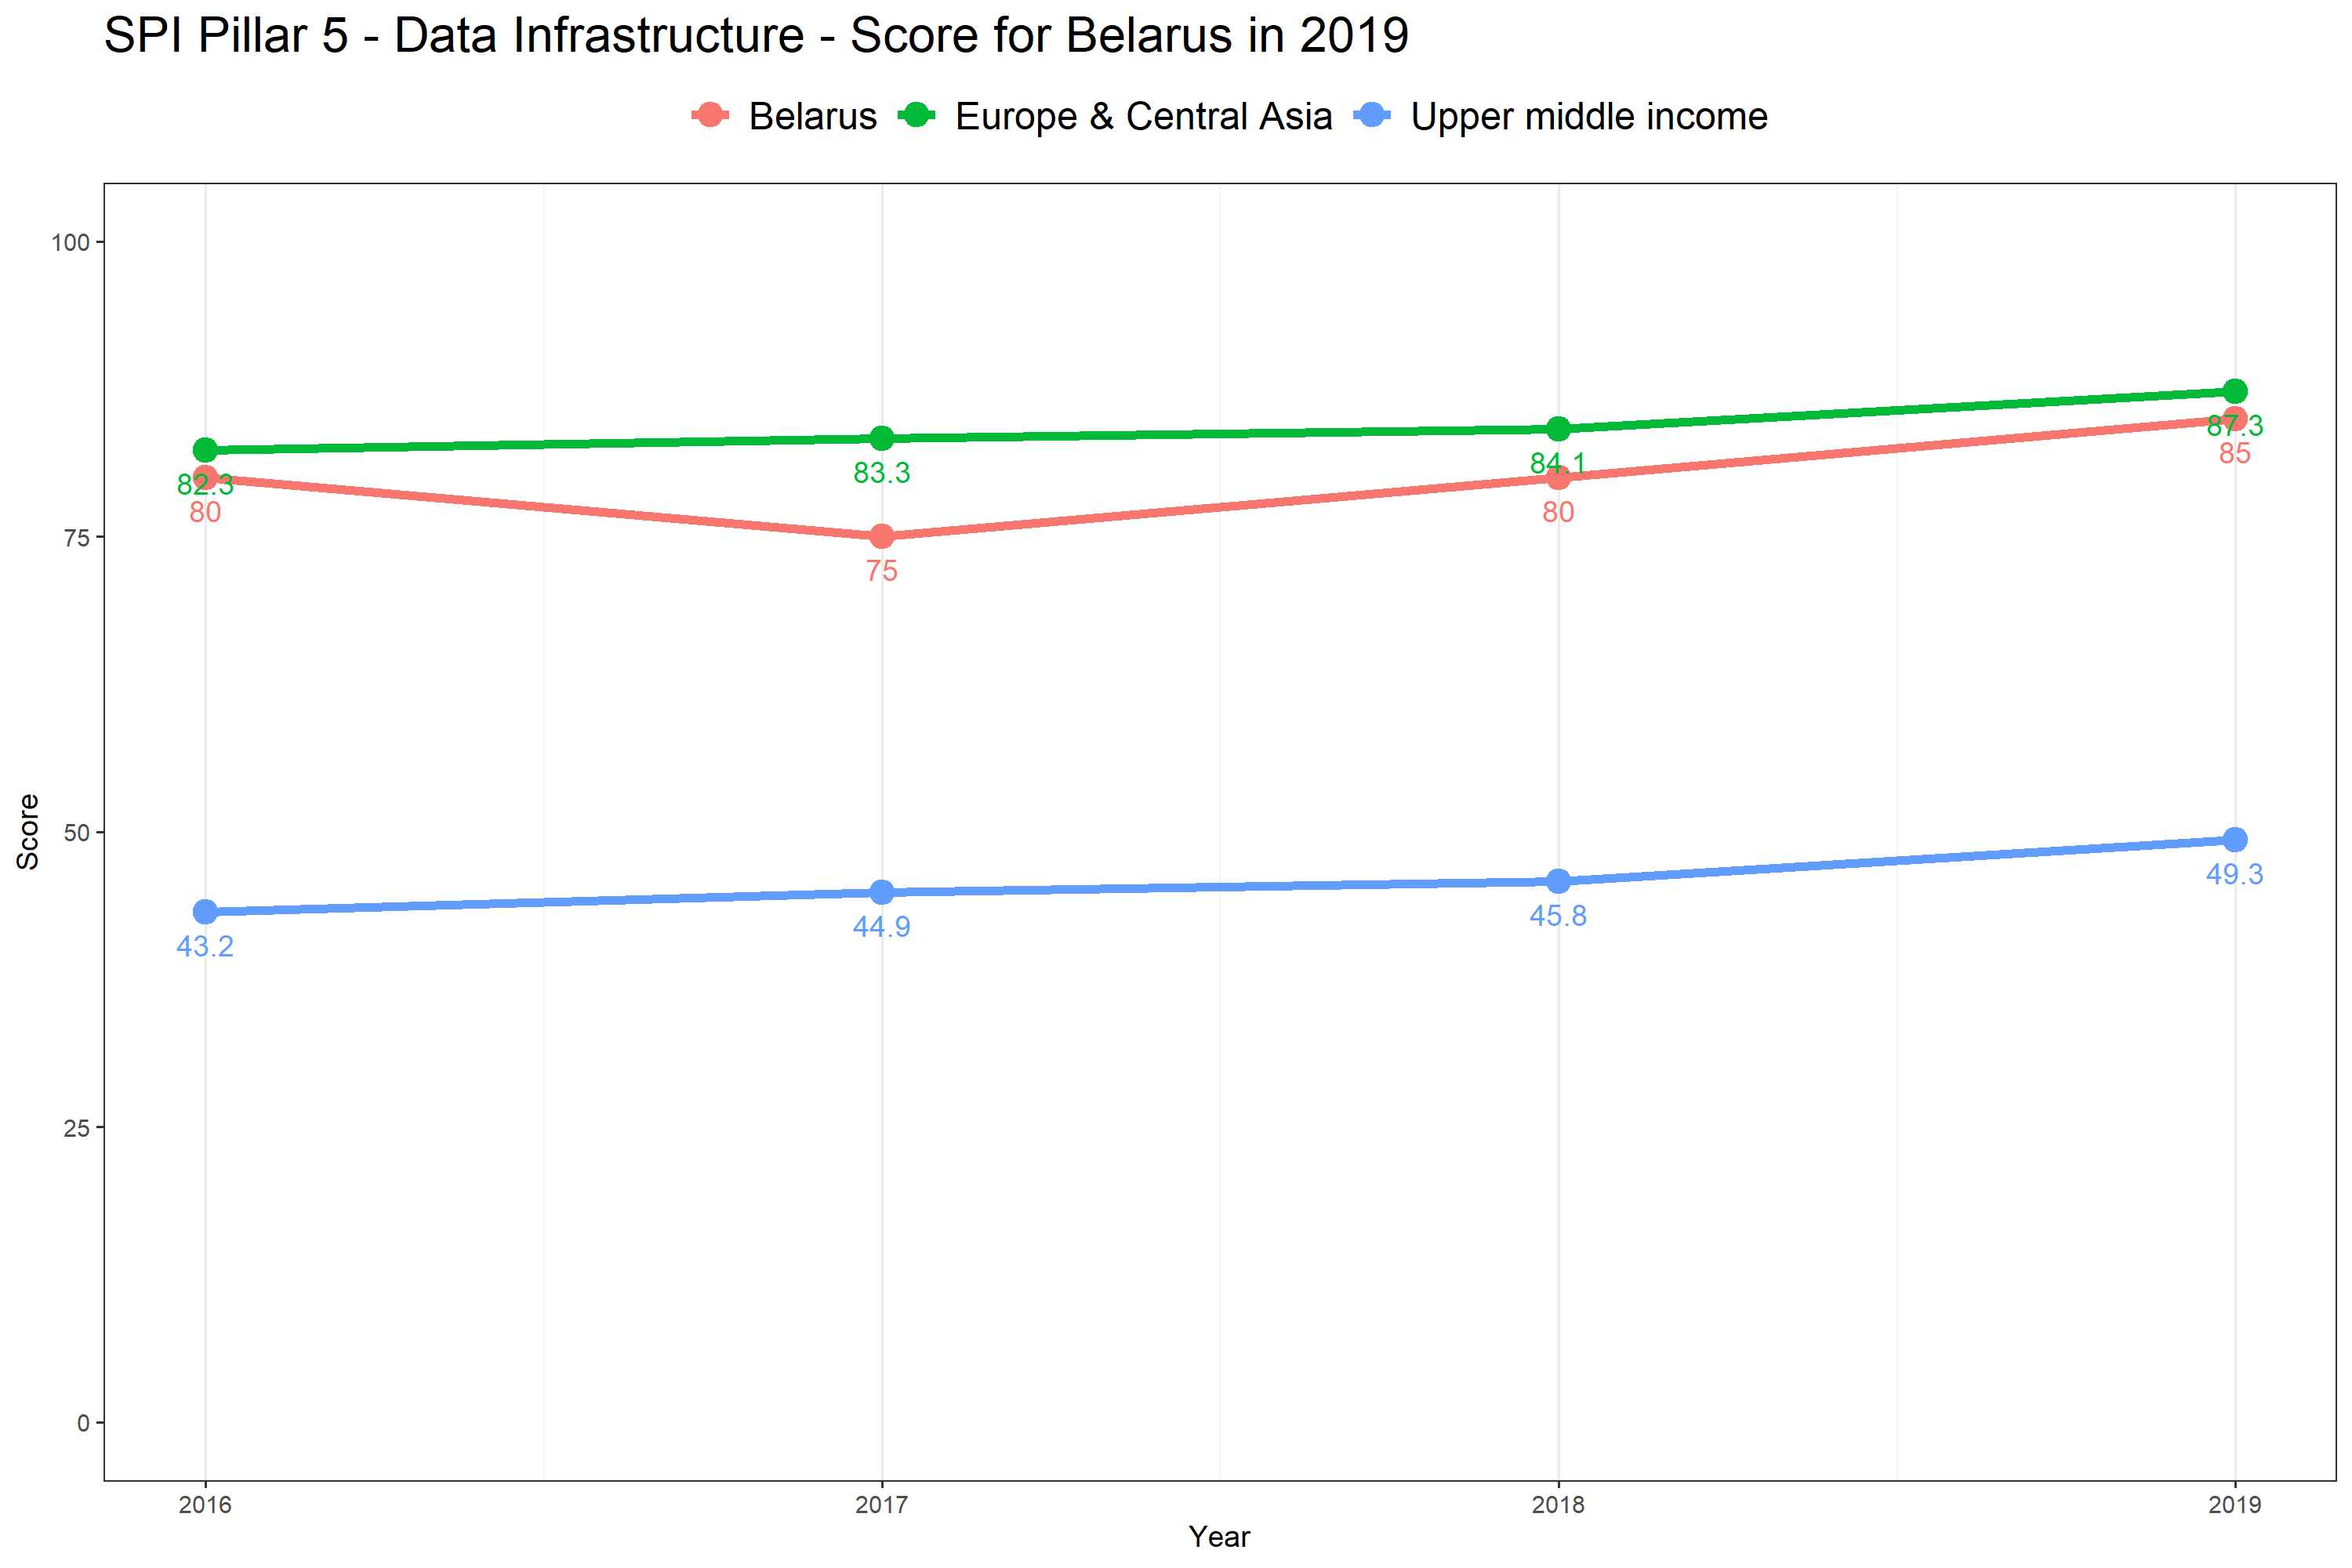 SPI Pillar 5 - Data Infrastructure - Score for Belarus in 2019
Belarus Europe & Central Asia Upper middle income
100
75
50
25
0
Score
82.3 83.3 84.1 87.3
80 75 80 85
43.2 44.9 45.8 49.3
2016 2017 2018 2019
Year